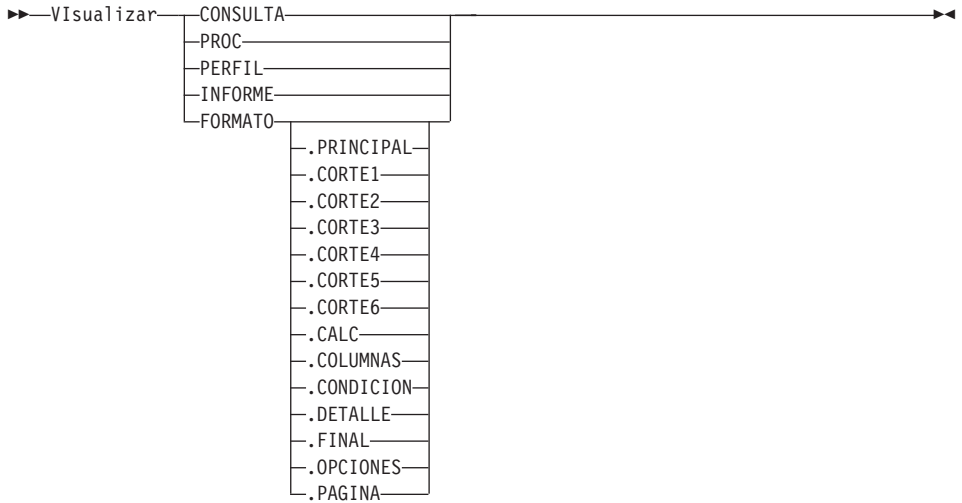 VIsualizar CONSULTA
PROC
PERFIL
INFORME
FORMATO
.PRINCIPAL
.CORTE1
.CORTE2
.CORTE3
.CORTE4
.CORTE5
.CORTE6
.CALC
.COLUMNAS
.CONDICION
.DETALLE
.FINAL
.OPCIONES
.PAGINA